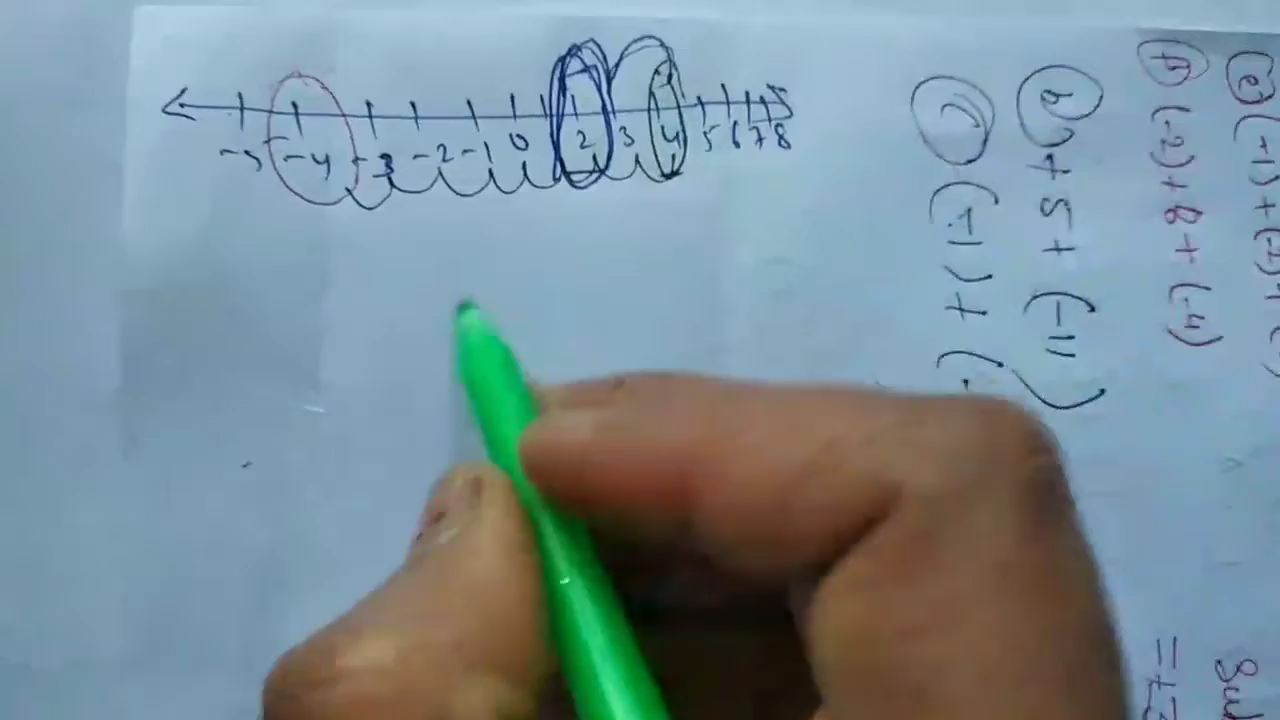 -5 -4 -3 -2 -1 0 2 3 4 5 6 7 8
(e) (-1) + (-2) +
(f) (-2) + 8 + (-4)
(b) + 5 + (-11)
(c) (-1) + (-